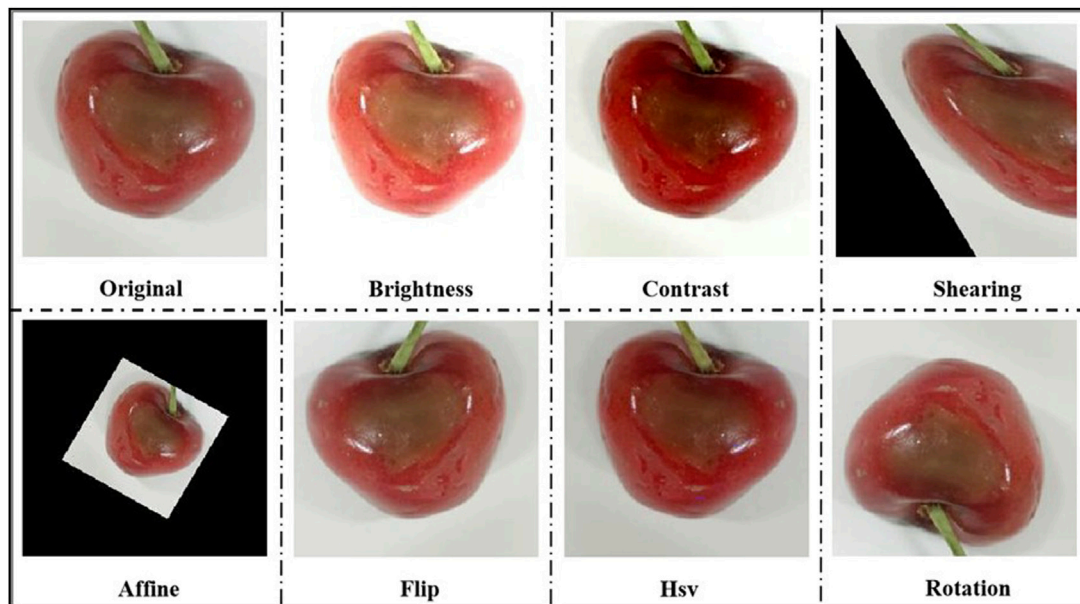 Original
Brightness
Contrast
Shearing
Affine
Flip
Hsv
Rotation